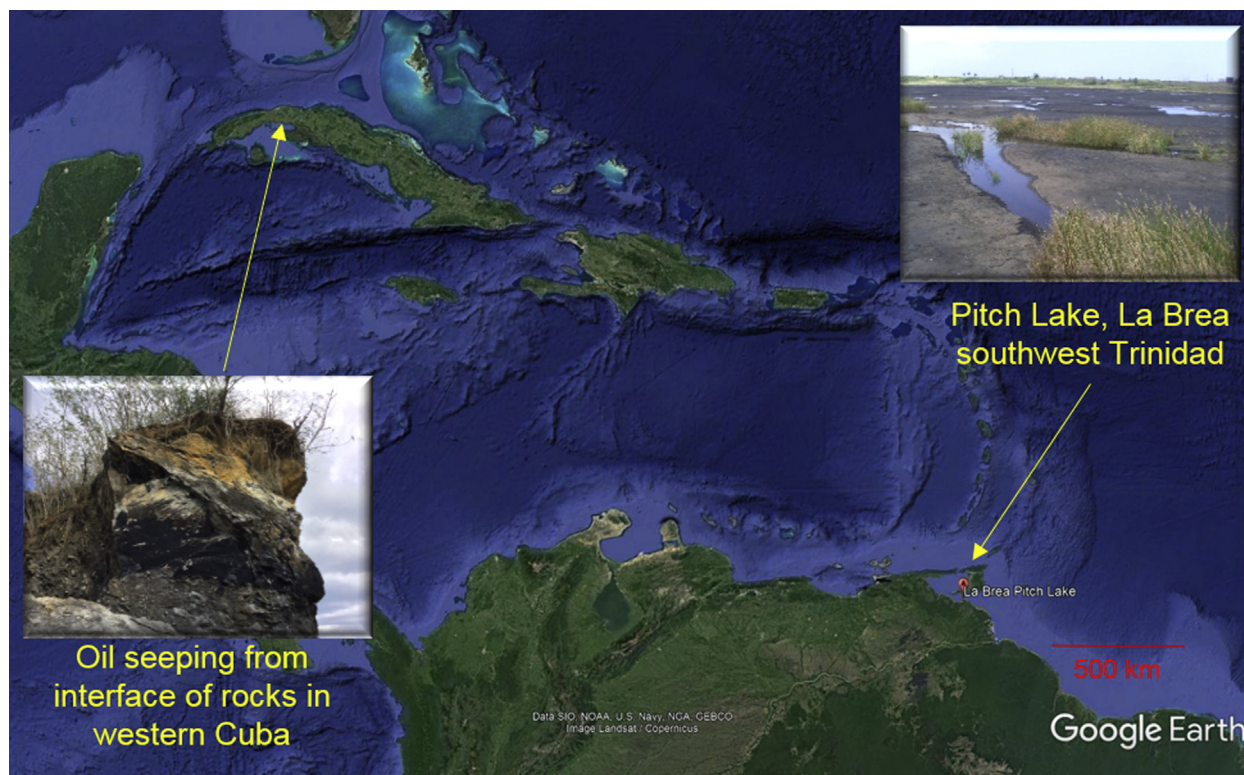 Pitch Lake, La Brea
southwest Trinidad
La Brea Pitch Lake
Oil seeping from
interface of rocks in
western Cuba
500 km
Data SIO, NOAA, U.S. Navy, NGA, GEBCO
Image Landsat / Copernicus
Google Earth